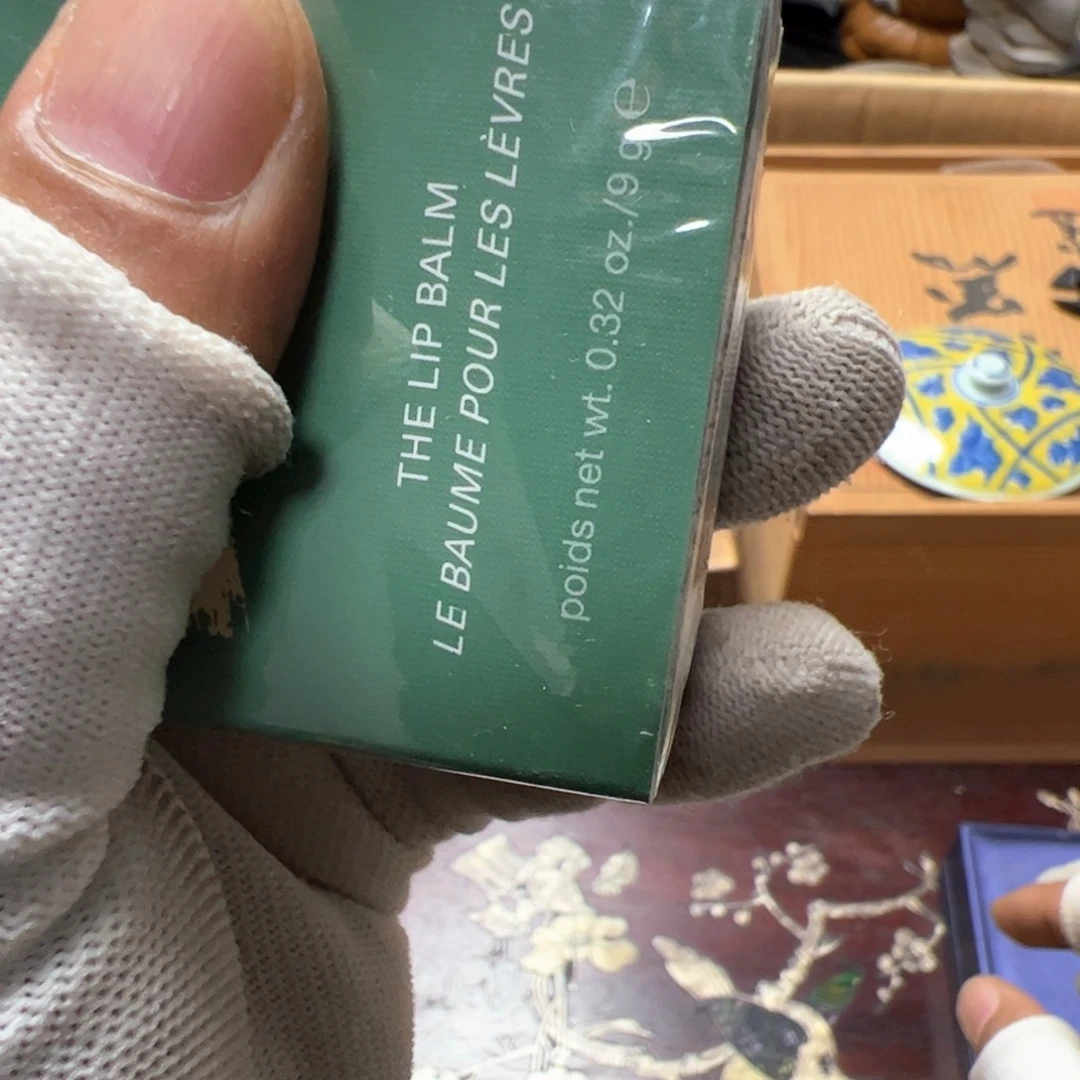 THE LIP BALM
LE BAUME POUR LES LÈVRES
poids net wt. 0.32 oz./9 g ℮